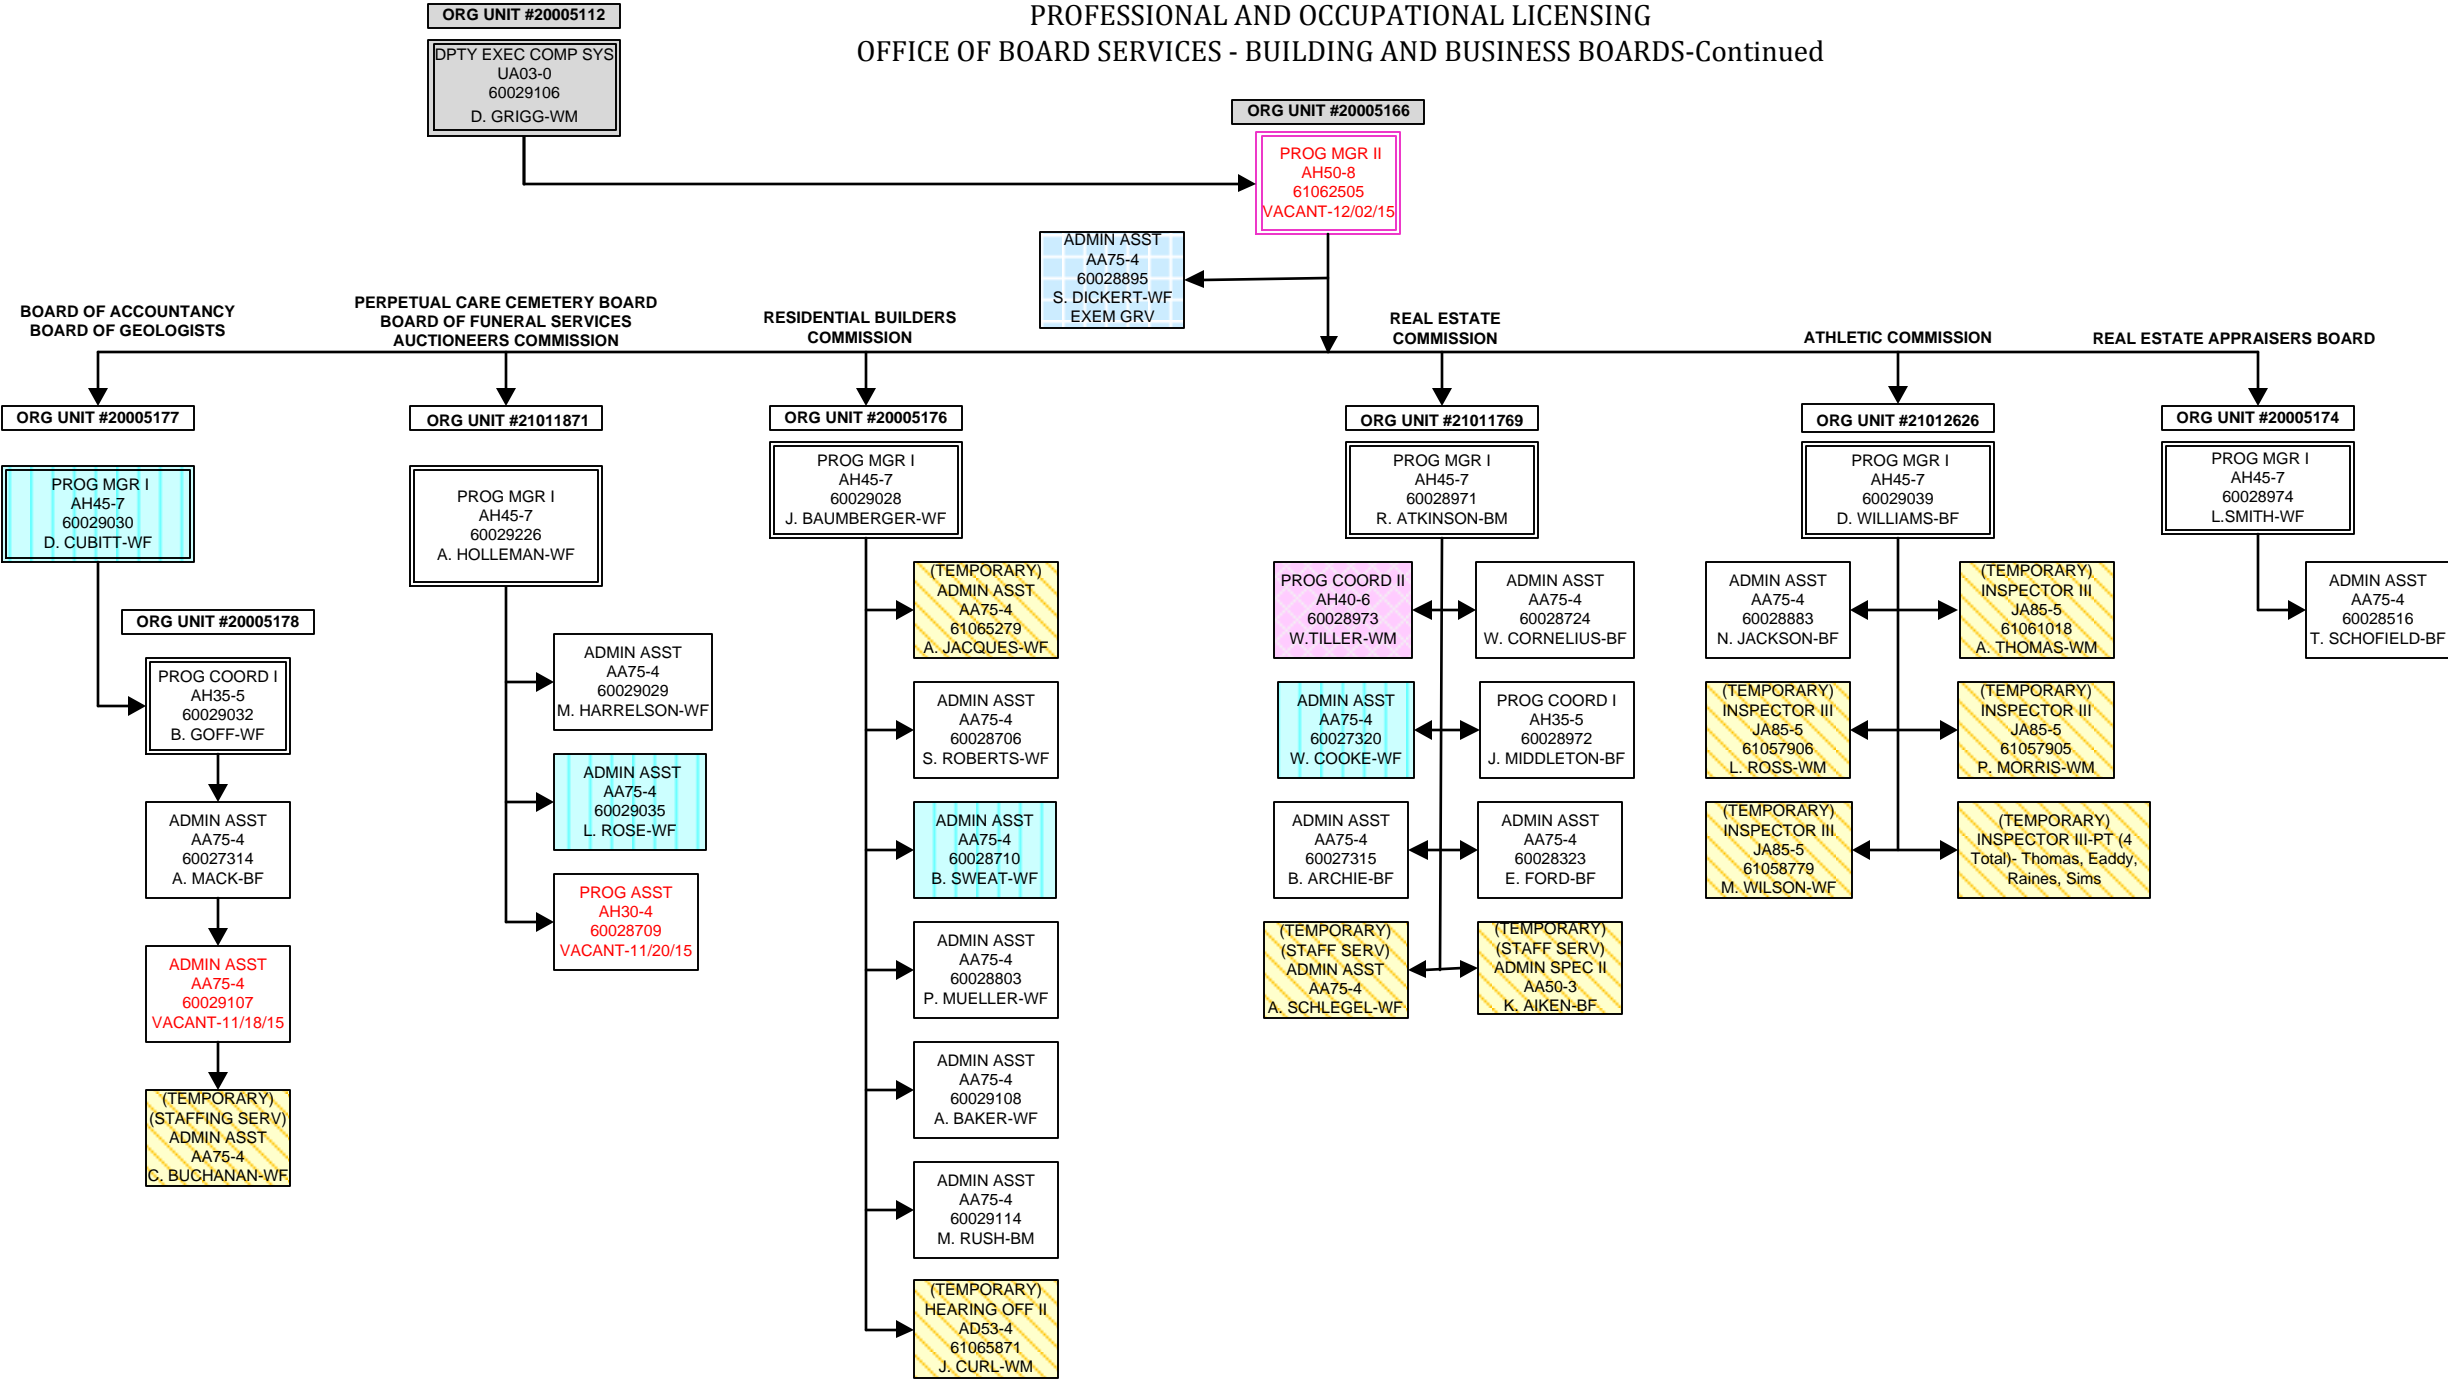 PROFESSIONAL AND OCCUPATIONAL LICENSING
OFFICE OF BOARD SERVICES - BUILDING AND BUSINESS BOARDS-Continued
ORG UNIT #20005112
DPTY EXEC COMP SYS
UA03-0
60029106
D. GRIGG-WM
ORG UNIT #20005166
PROG MGR II
AH50-8
61062505
VACANT-12/02/15
ADMIN ASST
AA75-4
60028895
S. DICKERT-WF
EXEM GRV
BOARD OF ACCOUNTANCY
BOARD OF GEOLOGISTS
ORG UNIT #20005177
PROG MGR I
AH45-7
60029030
D. CUBITT-WF
ORG UNIT #20005178
PROG COORD I
AH35-5
60029032
B. GOFF-WF
ADMIN ASST
AA75-4
60027314
A. MACK-BF
ADMIN ASST
AA75-4
60029107
VACANT-11/18/15
(TEMPORARY)
(STAFFING SERV)
ADMIN ASST
AA75-4
C. BUCHANAN-WF
PERPETUAL CARE CEMETERY BOARD
BOARD OF FUNERAL SERVICES
AUCTIONEERS COMMISSION
ORG UNIT #21011871
PROG MGR I
AH45-7
60029226
A. HOLLEMAN-WF
ADMIN ASST
AA75-4
60029029
M. HARRELSON-WF
ADMIN ASST
AA75-4
60029035
L. ROSE-WF
PROG ASST
AH30-4
60028709
VACANT-11/20/15
RESIDENTIAL BUILDERS
COMMISSION
ORG UNIT #20005176
PROG MGR I
AH45-7
60029028
J. BAUMBERGER-WF
(TEMPORARY)
ADMIN ASST
AA75-4
61065279
A. JACQUES-WF
ADMIN ASST
AA75-4
60028706
S. ROBERTS-WF
ADMIN ASST
AA75-4
60028710
B. SWEAT-WF
ADMIN ASST
AA75-4
60028803
P. MUELLER-WF
ADMIN ASST
AA75-4
60029108
A. BAKER-WF
ADMIN ASST
AA75-4
60029114
M. RUSH-BM
(TEMPORARY)
HEARING OFF II
AD53-4
61065871
J. CURL-WM
REAL ESTATE
COMMISSION
ORG UNIT #21011769
PROG MGR I
AH45-7
60028971
R. ATKINSON-BM
PROG COORD II
AH40-6
60028973
W.TILLER-WM
ADMIN ASST
AA75-4
60028724
W. CORNELIUS-BF
ADMIN ASST
AA75-4
60027320
W. COOKE-WF
PROG COORD I
AH35-5
60028972
J. MIDDLETON-BF
ADMIN ASST
AA75-4
60027315
B. ARCHIE-BF
ADMIN ASST
AA75-4
60028323
E. FORD-BF
(TEMPORARY)
(STAFF SERV)
ADMIN ASST
AA75-4
A. SCHLEGEL-WF
(TEMPORARY)
(STAFF SERV)
ADMIN SPEC II
AA50-3
K. AIKEN-BF
ATHLETIC COMMISSION
ORG UNIT #21012626
PROG MGR I
AH45-7
60029039
D. WILLIAMS-BF
ADMIN ASST
AA75-4
60028883
N. JACKSON-BF
(TEMPORARY)
INSPECTOR III
JA85-5
61061018
A. THOMAS-WM
(TEMPORARY)
INSPECTOR III
JA85-5
61057906
L. ROSS-WM
(TEMPORARY)
INSPECTOR III
JA85-5
61057905
P. MORRIS-WM
(TEMPORARY)
INSPECTOR III
JA85-5
61058779
M. WILSON-WF
(TEMPORARY)
INSPECTOR III-PT (4
Total)- Thomas, Eaddy,
Raines, Sims
REAL ESTATE APPRAISERS BOARD
ORG UNIT #20005174
PROG MGR I
AH45-7
60028974
L.SMITH-WF
ADMIN ASST
AA75-4
60028516
T. SCHOFIELD-BF